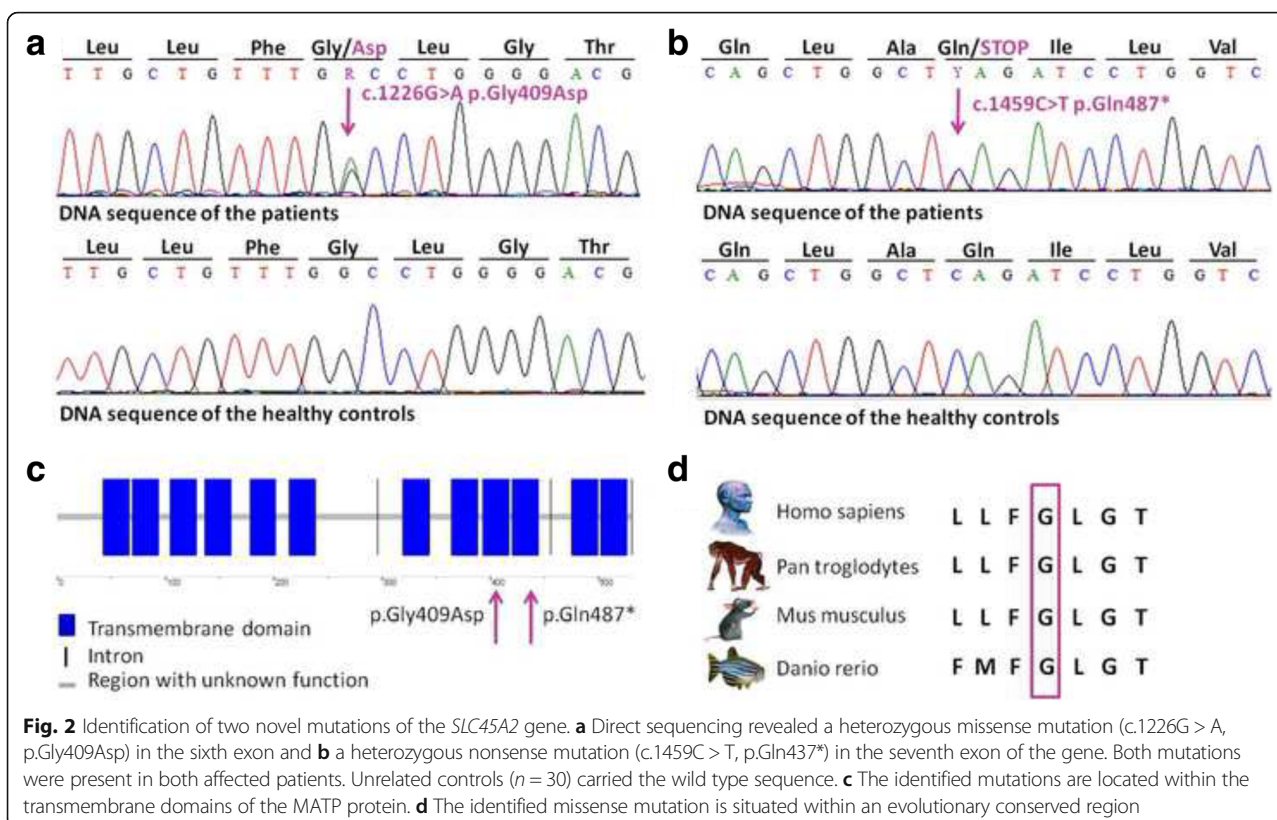 a
Leu Leu Phe Gly/Asp Leu Gly Thr
T T G C T G T T T G R C C T G G G G A C G
c.1226G>A p.Gly409Asp
DNA sequence of the patients
Leu Leu Phe Gly Leu Gly Thr
T T G C T G T T T G G C C T G G G G A C G
DNA sequence of the healthy controls
b
Gln Leu Ala Gln/STOP Ile Leu Val
C A G C T G G C T Y A G A T C C T G G T C
c.1459C>T p.Gln487*
DNA sequence of the patients
Gln Leu Ala Gln Ile Leu Val
C A G C T G G C T C A G A T C C T G G T C
DNA sequence of the healthy controls
c
p.Gly409Asp p.Gln487*
Transmembrane domain
Intron
Region with unknown function
d
Homo sapiens L L F G L G T
Pan troglodytes L L F G L G T
Mus musculus L L F G L G T
Danio rerio F M F G L G T
Fig. 2 Identification of two novel mutations of the SLC45A2 gene. a Direct sequencing revealed a heterozygous missense mutation (c.1226G > A,
p.Gly409Asp) in the sixth exon and b a heterozygous nonsense mutation (c.1459C > T, p.Gln437*) in the seventh exon of the gene. Both mutations
were present in both affected patients. Unrelated controls (n = 30) carried the wild type sequence. c The identified mutations are located within the
transmembrane domains of the MATP protein. d The identified missense mutation is situated within an evolutionary conserved region